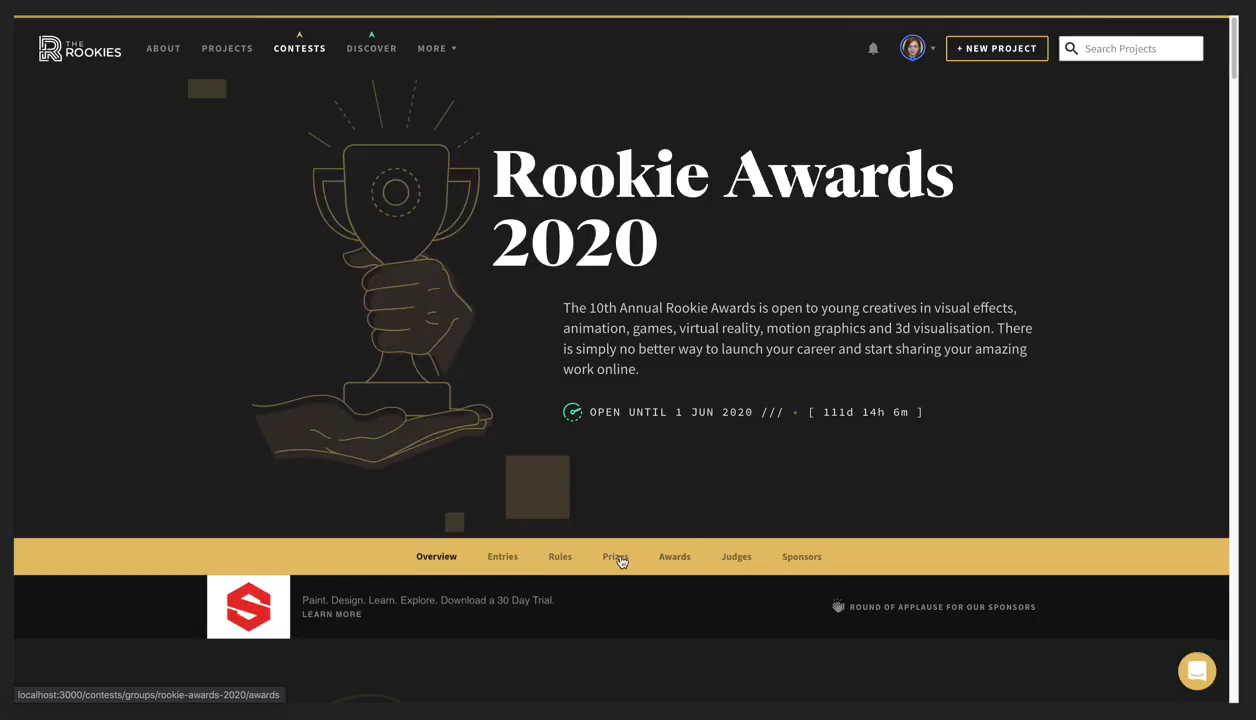 THE
ROOKIES
ABOUT
PROJECTS
CONTESTS
DISCOVER
MORE
+ NEW PROJECT
Search Projects
Rookie Awards
2020
The 10th Annual Rookie Awards is open to young creatives in visual effects,
animation, games, virtual reality, motion graphics and 3d visualisation. There
is simply no better way to launch your career and start sharing your amazing
work online.
OPEN UNTIL 1 JUN 2020 /// • [ 111d 14h 6m ]
Overview
Entries
Rules
Prizes
Awards
Judges
Sponsors
Paint. Design. Learn. Explore. Download a 30 Day Trial.
LEARN MORE
ROUND OF APPLAUSE FOR OUR SPONSORS
localhost:3000/contests/groups/rookie-awards-2020/awards